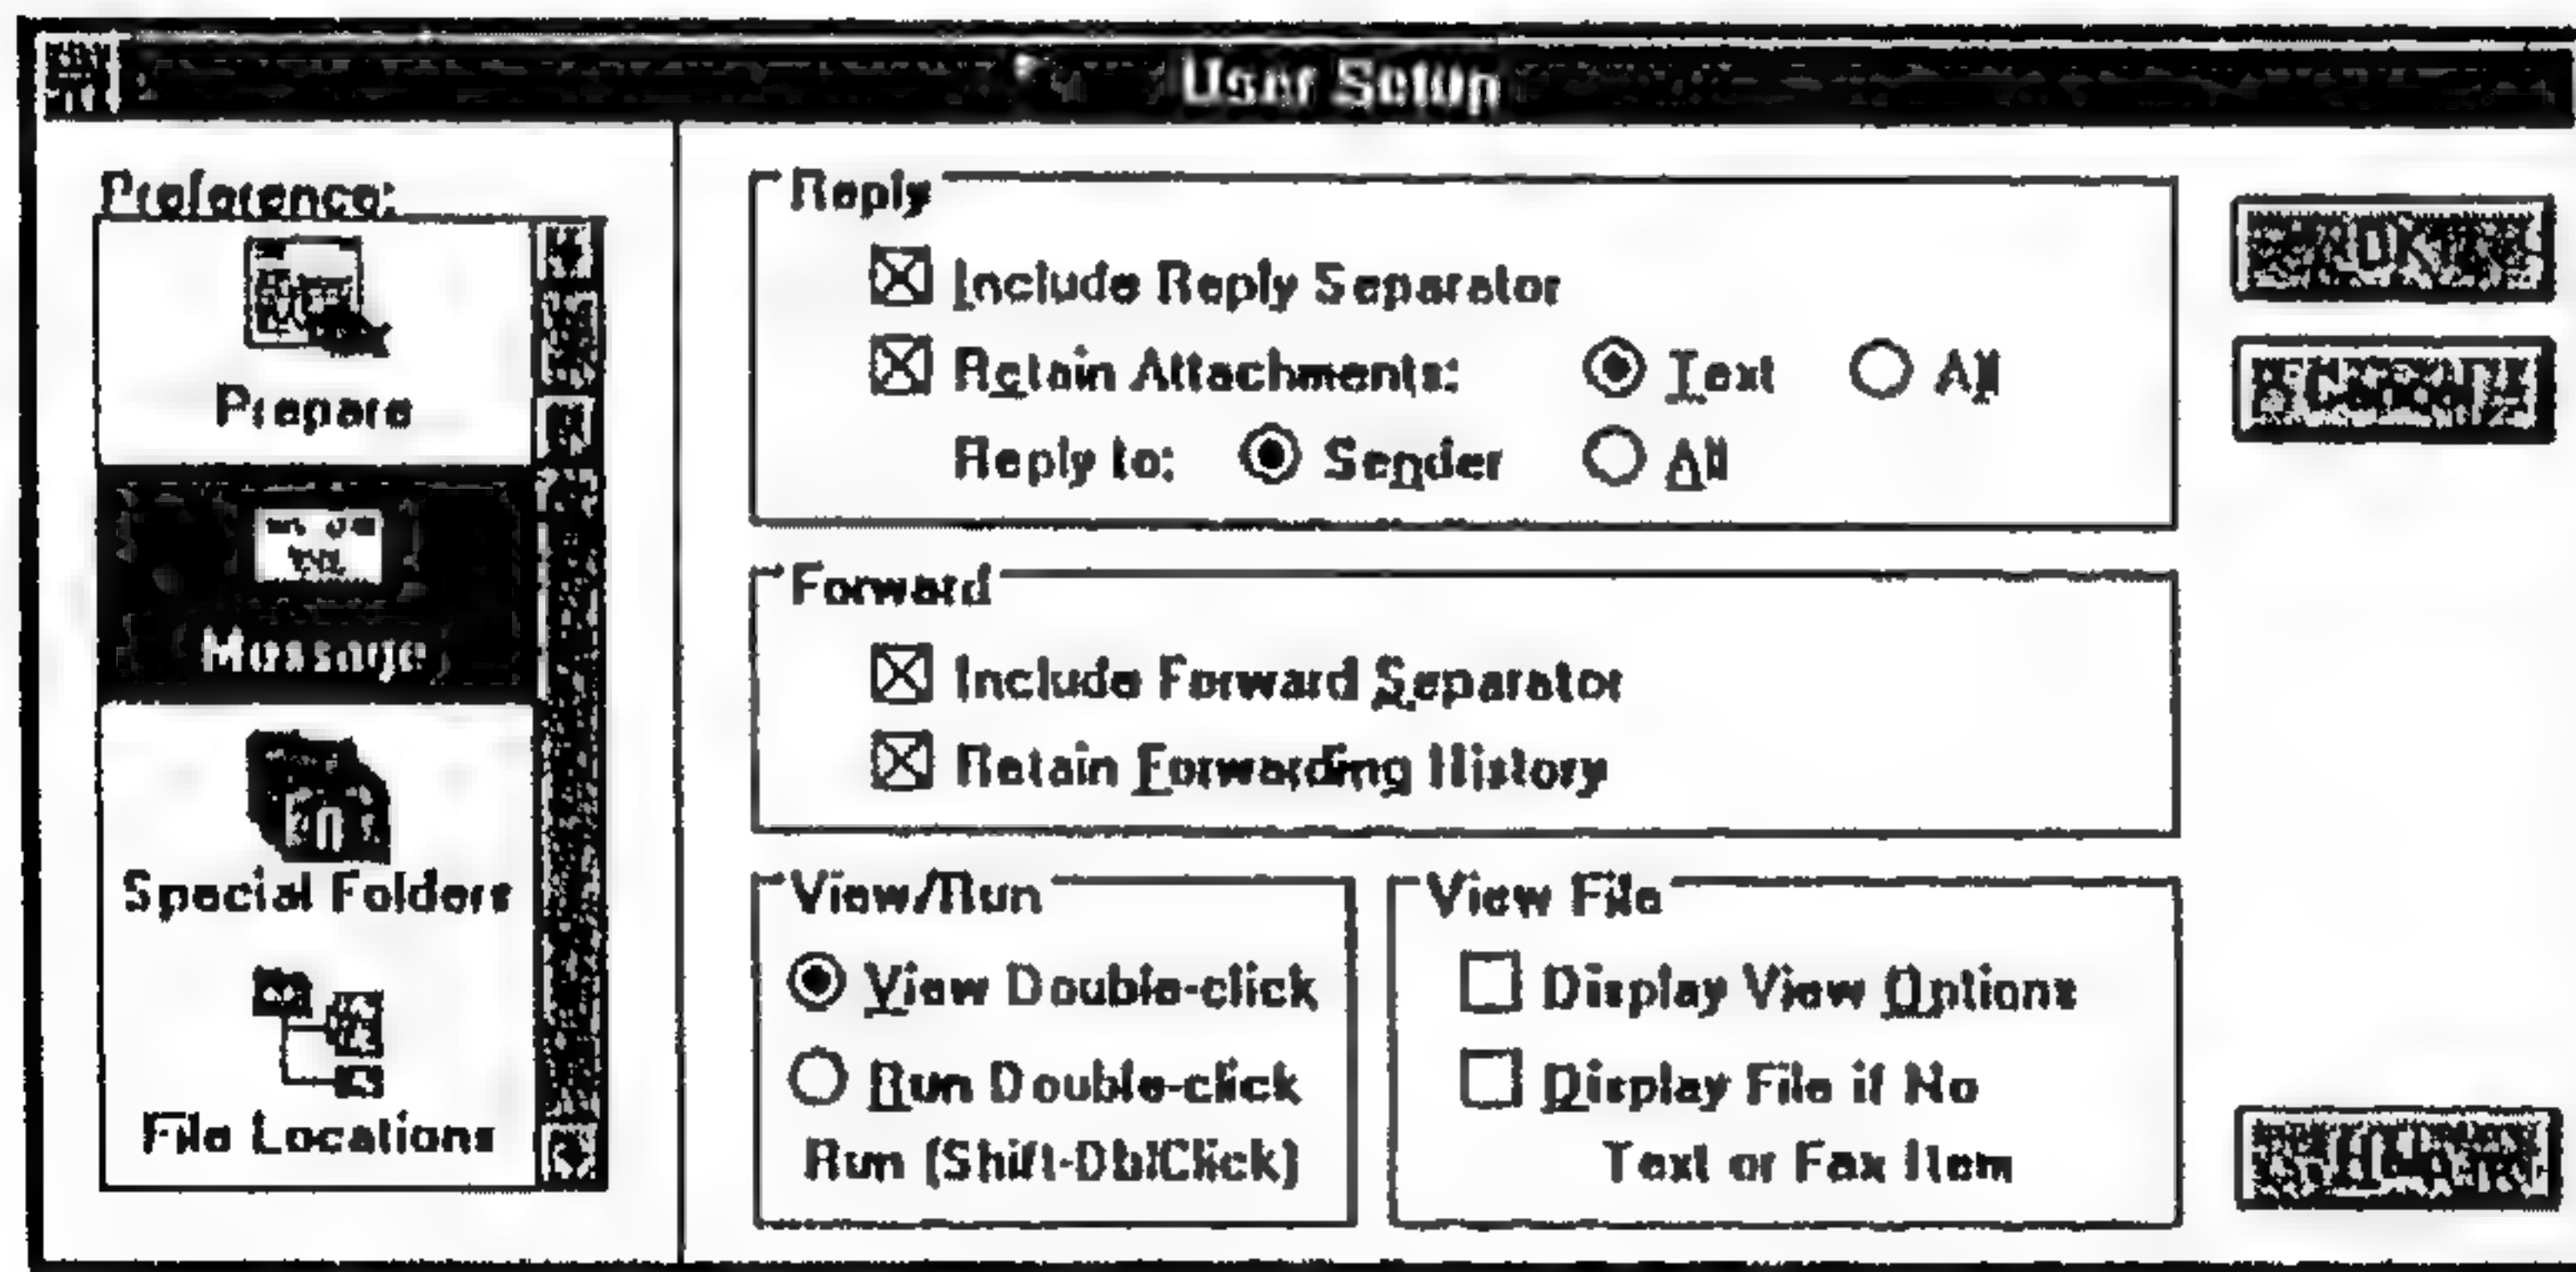 User Setup
Preference:
Prepare
Message
Special Folders
File Locations
Reply
Include Reply Separator
Retain Attachments: Text All
Reply to: Sender All
Forward
Include Forward Separator
Retain Forwarding History
View/Run
View Double-click
Run Double-click
Run (Shift-DblClick)
View File
Display View Options
Display File if No
Text or Fax Item
OK
Cancel